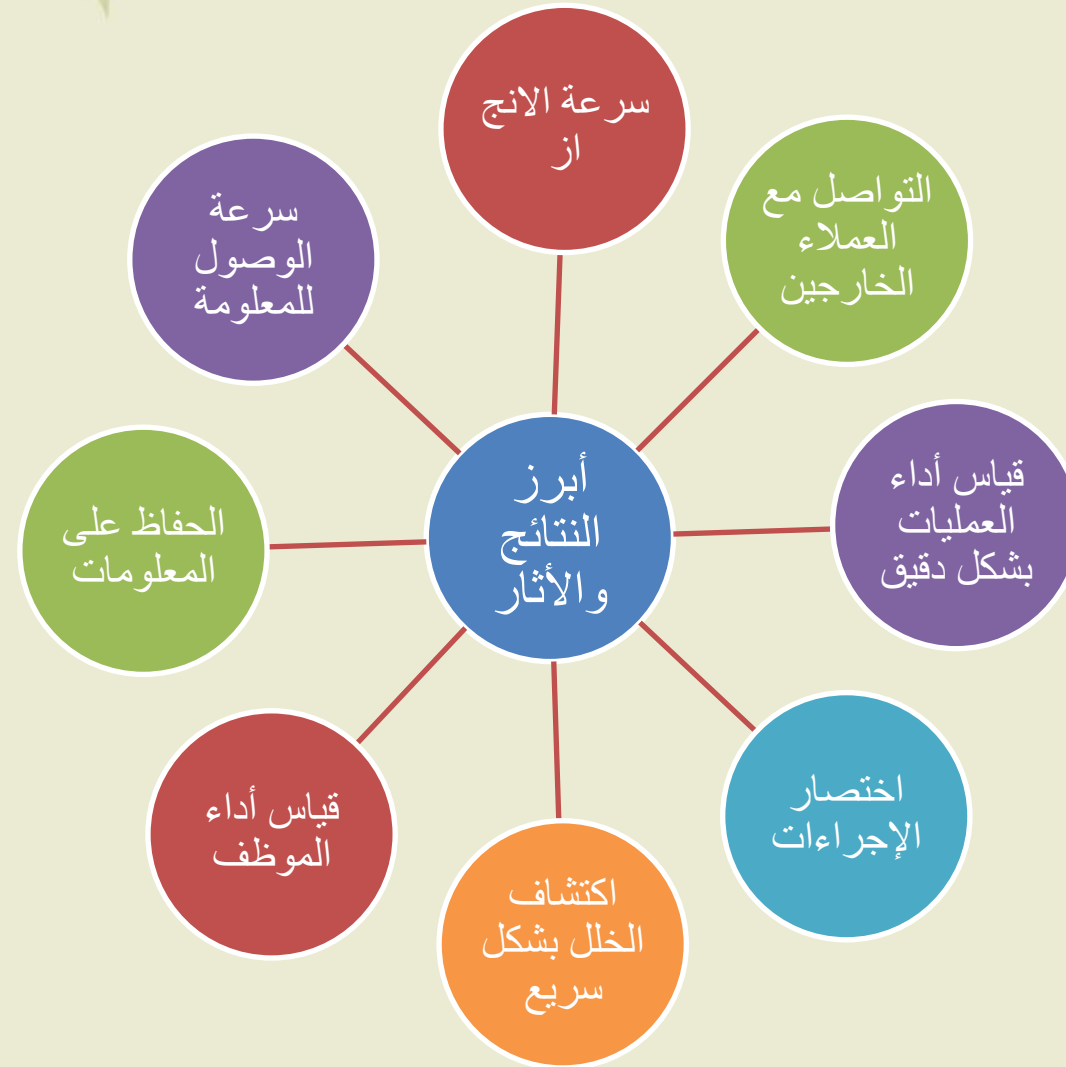 سرعة الانج
از
التواصل مع
العملاء
الخارجين
قياس أداء
العمليات
بشكل دقيق
اختصار
الإجراءات
اكتشاف
الخلل بشكل
سريع
قياس أداء
الموظف
الحفاظ على
المعلومات
سرعة
الوصول
للمعلومة
أبرز
النتائج
والأثار